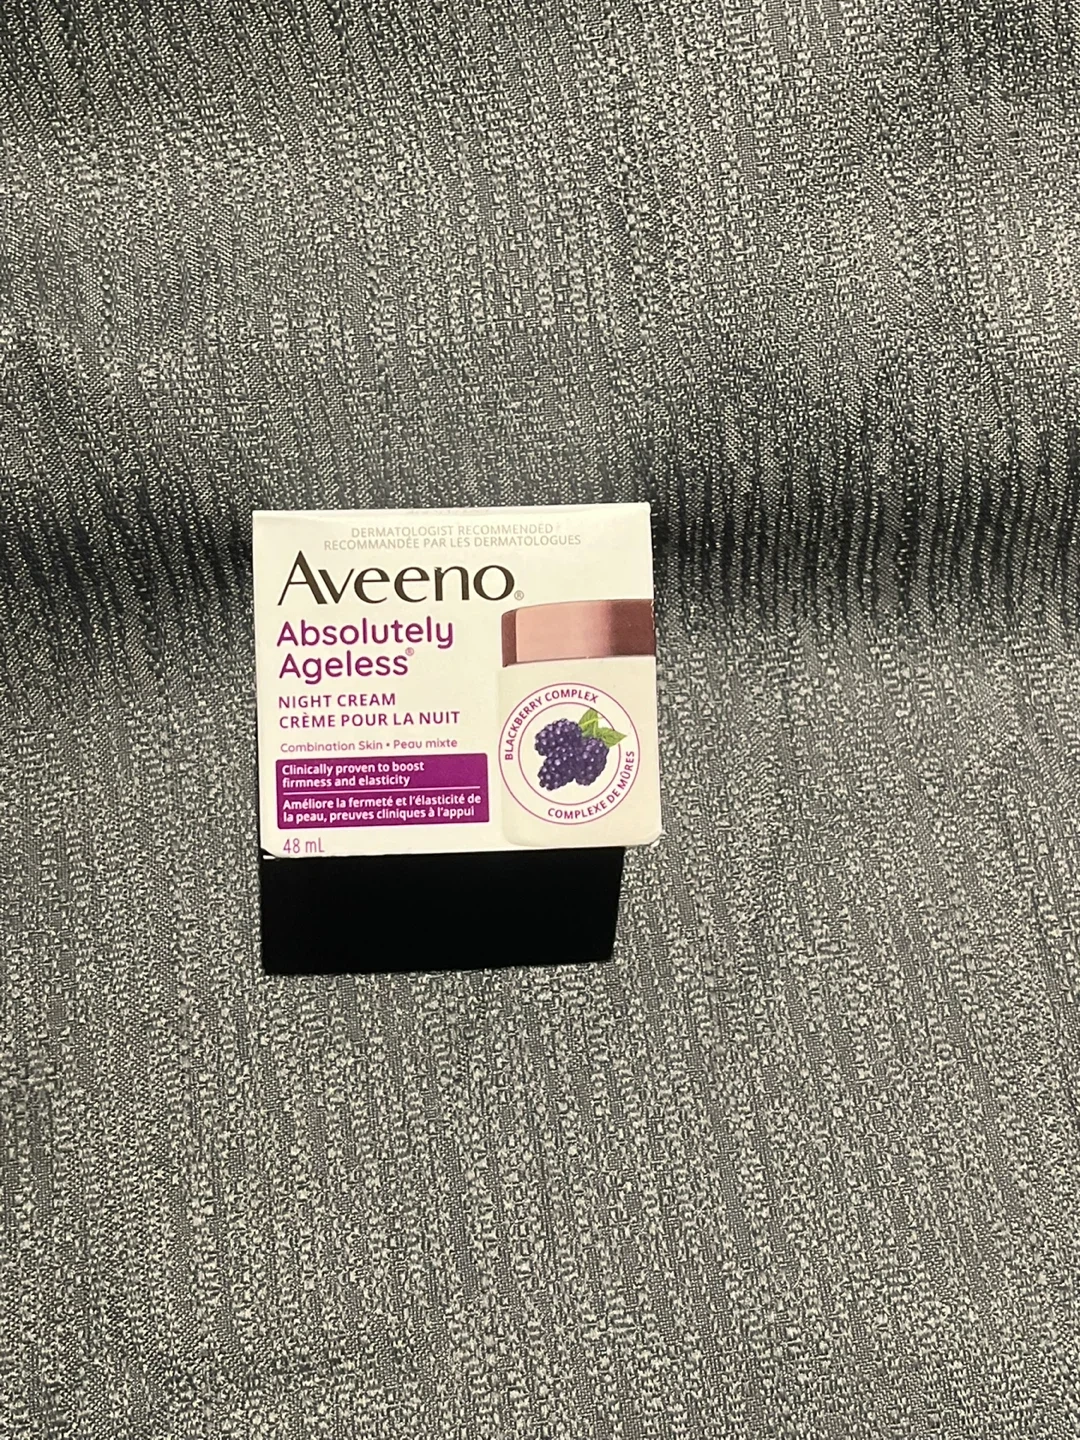 DERMATOLOGIST RECOMMENDED
RECOMMANDÉE PAR LES DERMATOLOGUES
Aveeno®
Absolutely
Ageless®
NIGHT CREAM
CRÈME POUR LA NUIT
Combination Skin • Peau mixte
Clinically proven to boost
firmness and elasticity
Améliore la fermeté et l'élasticité de
la peau, preuves cliniques à l'appui
48 mL
BLACKBERRY COMPLEX
COMPLEXE DE MÛRES